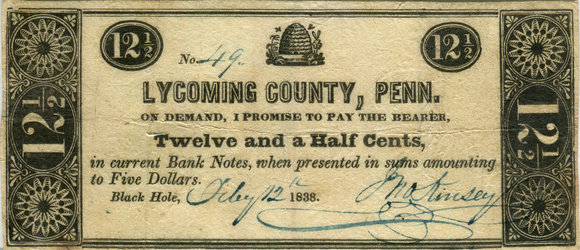 12½ 12½
No. 49.
LYCOMING COUNTY, PENN.
ON DEMAND, I PROMISE TO PAY THE BEARER,
Twelve and a Half Cents,
in current Bank Notes, when presented in sums amounting
to Five Dollars.
Black Hole, Feby 12th 1838. Jno Kinsey
12½
12½